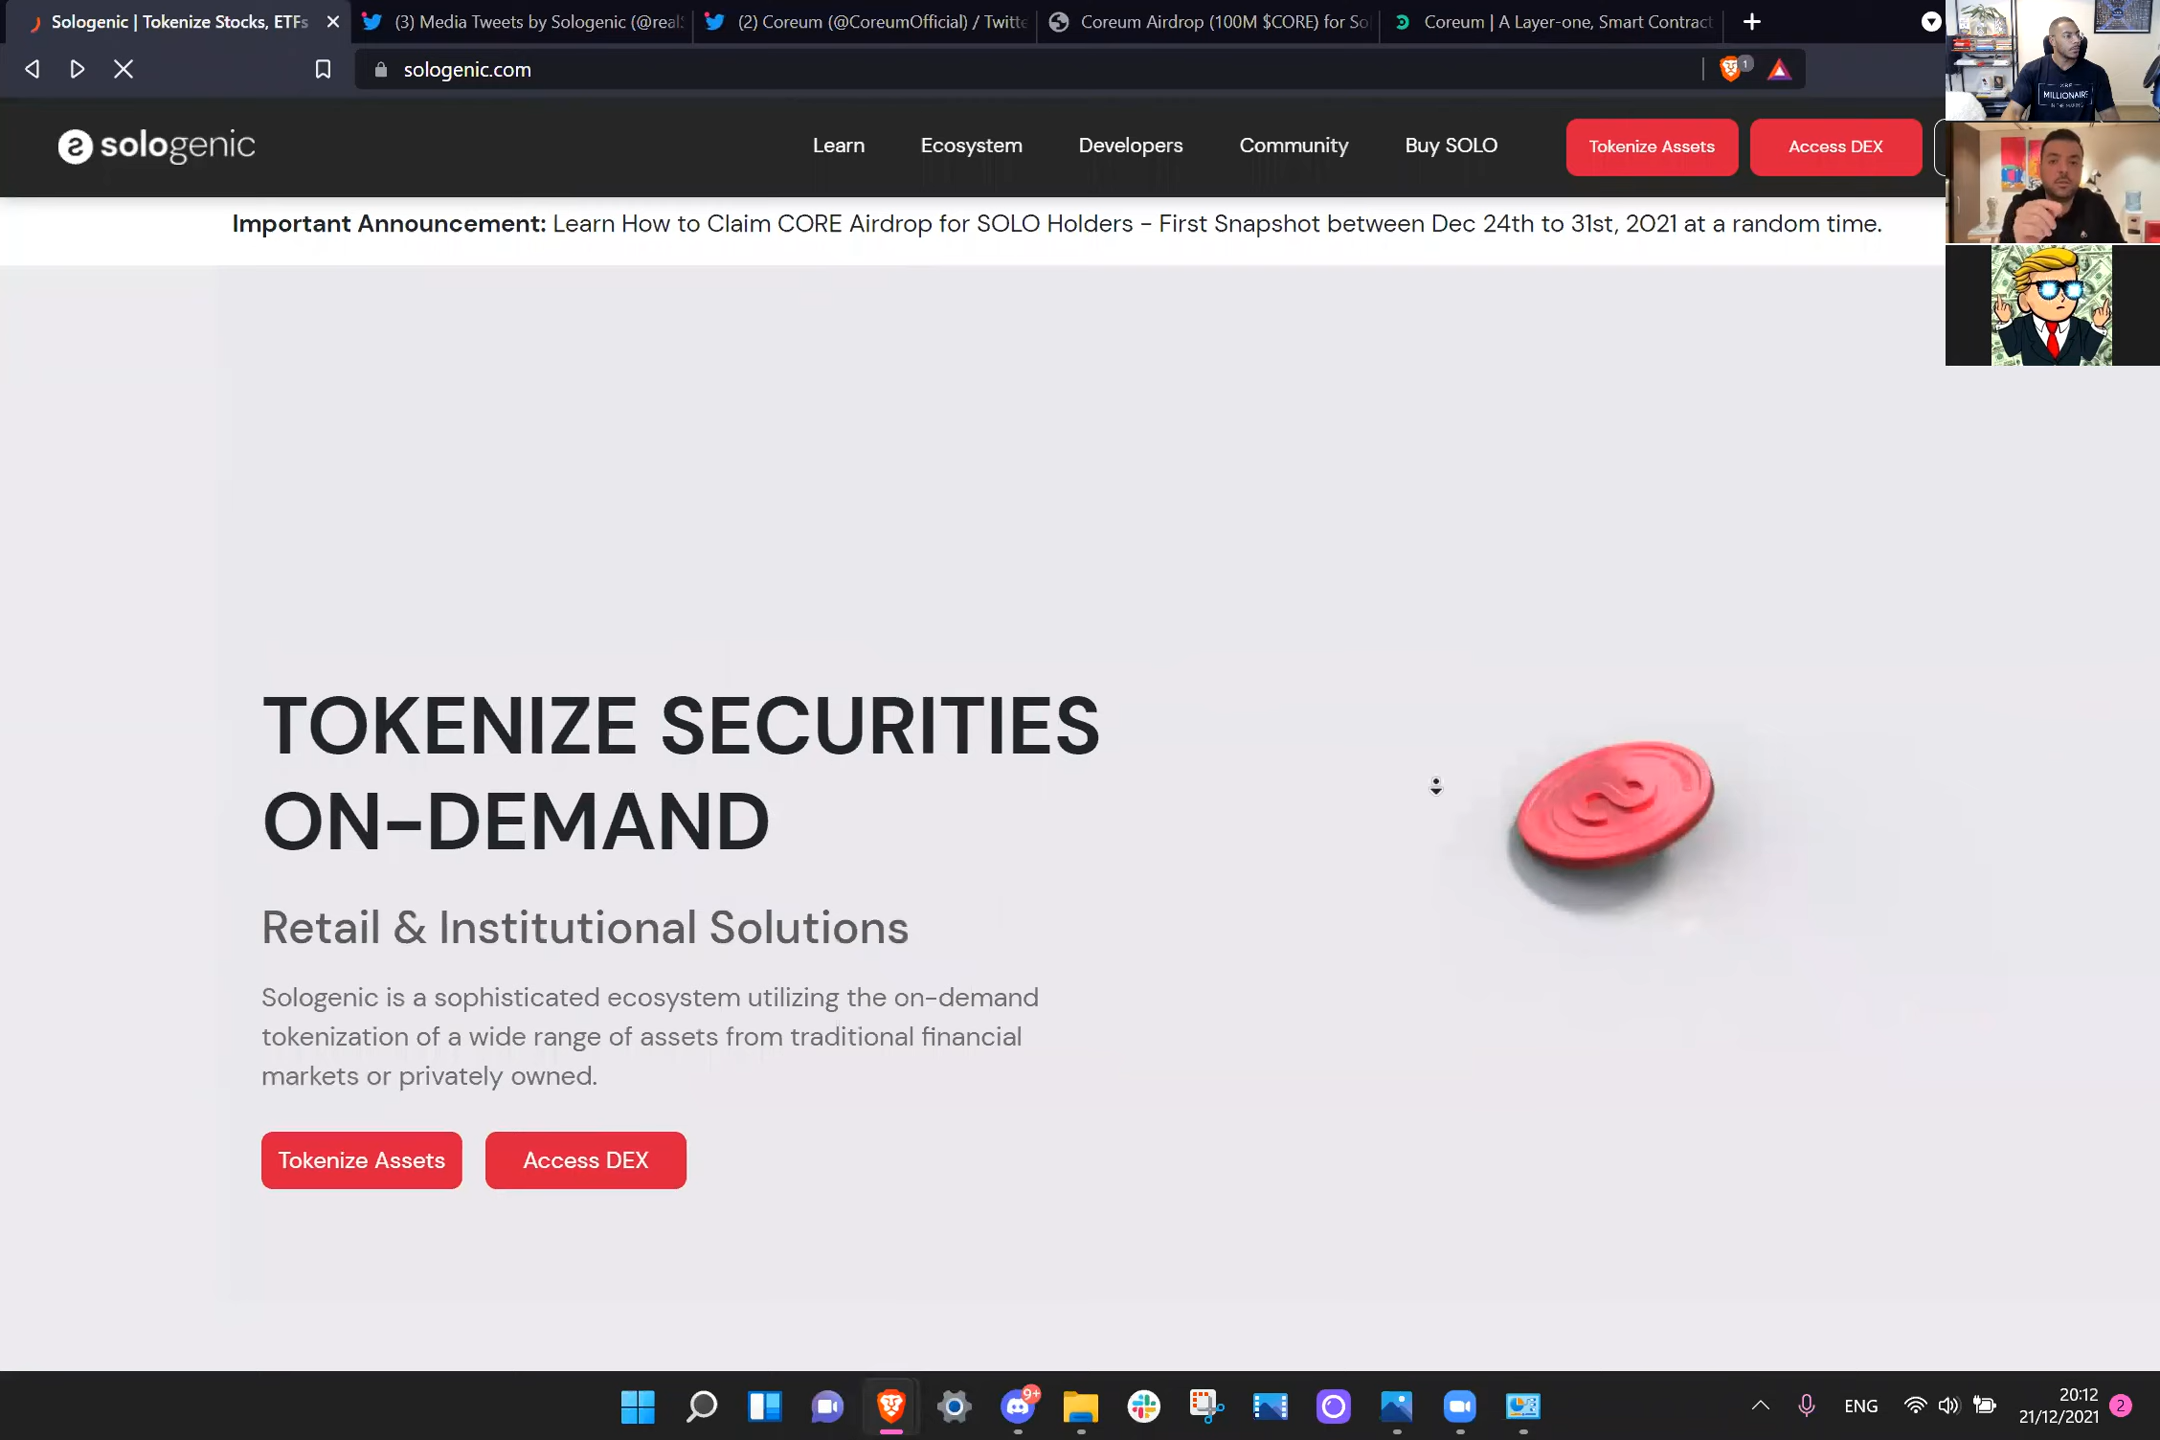 Sologenic | Tokenize Stocks, ETFs
(3) Media Tweets by Sologenic (@real
(2) Coreum (@CoreumOfficial) / Twitte
Coreum Airdrop (100M $CORE) for So
Coreum | A Layer-one, Smart Contract
sologenic.com
1
sologenic
Learn
Ecosystem
Developers
Community
Buy SOLO
Tokenize Assets
Access DEX
MILLIONAIRE
Important Announcement: Learn How to Claim CORE Airdrop for SOLO Holders - First Snapshot between Dec 24th to 31st, 2021 at a random time.
TOKENIZE SECURITIES
ON-DEMAND
Retail & Institutional Solutions
Sologenic is a sophisticated ecosystem utilizing the on-demand
tokenization of a wide range of assets from traditional financial
markets or privately owned.
Tokenize Assets
Access DEX
9+
ENG
20:12
21/12/2021
2